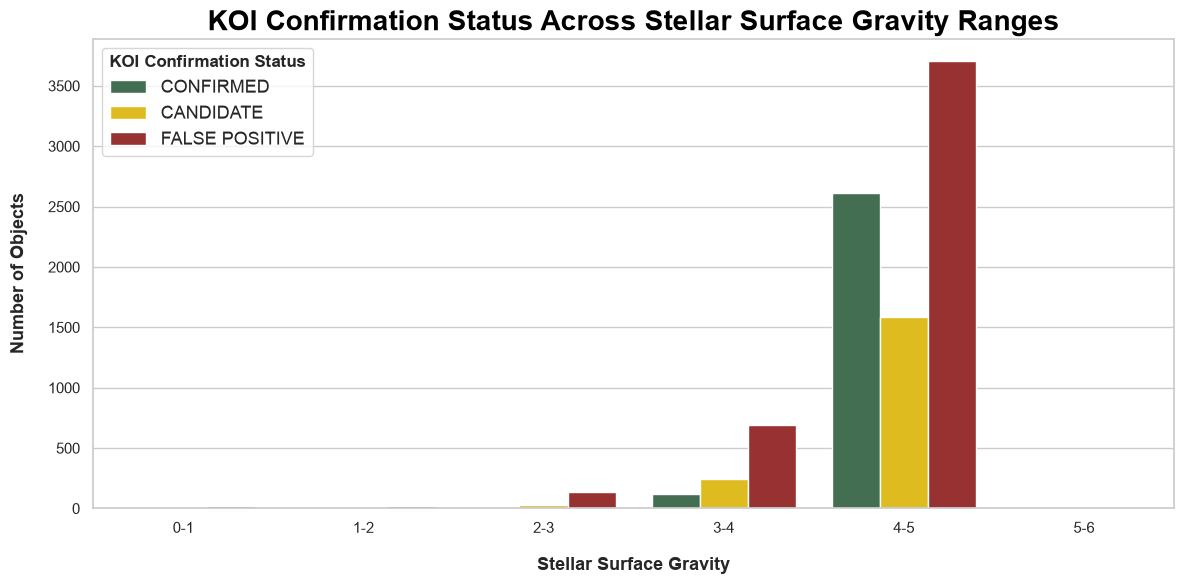 KOI Confirmation Status Across Stellar Surface Gravity Ranges
KOI Confirmation Status
CONFIRMED
CANDIDATE
FALSE POSITIVE
Number of Objects
3500
3000
2500
2000
1500
1000
500
0
0-1 1-2 2-3 3-4 4-5 5-6
Stellar Surface Gravity